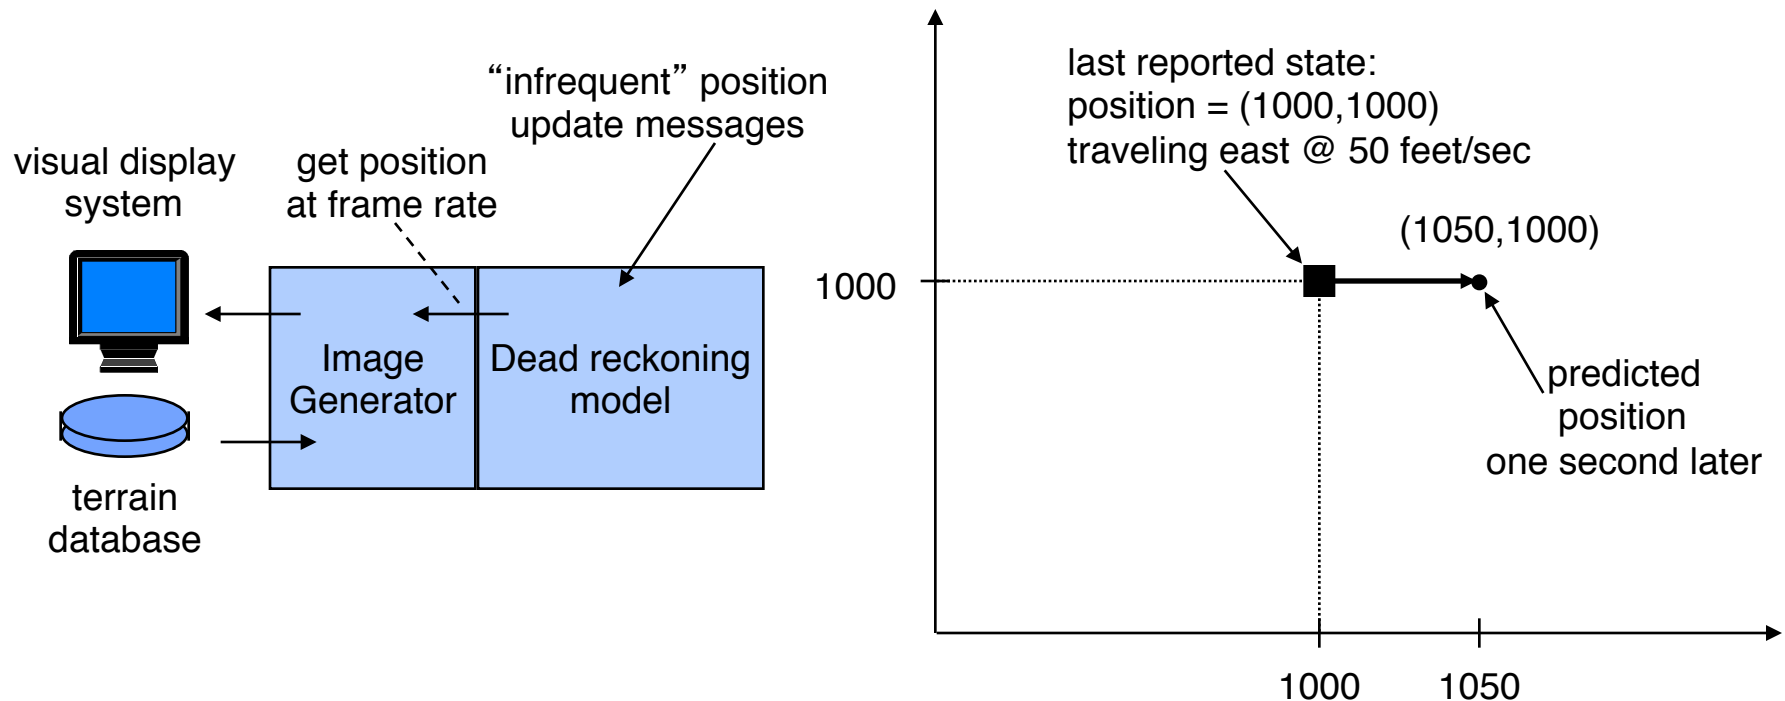 “infrequent” position
update messages
visual display
system
get position
at frame rate
Image
Generator
Dead reckoning
model
terrain
database
last reported state:
position = (1000,1000)
traveling east @ 50 feet/sec
(1050,1000)
1000
predicted
position
one second later
1000
1050